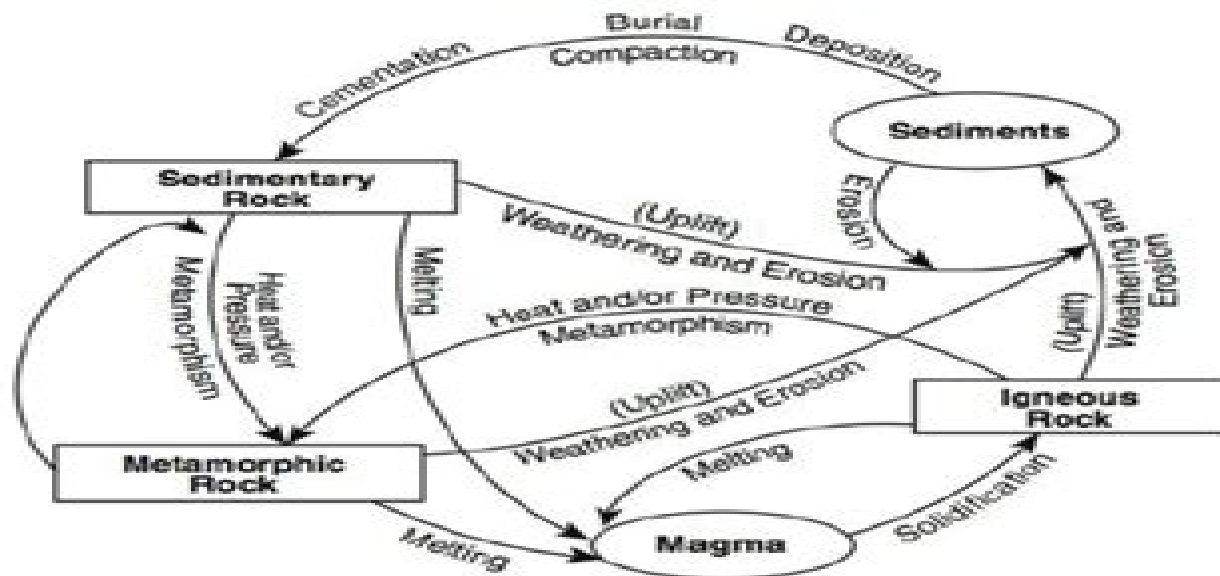 Burial
Compaction
Cementation
Deposition
Sediments
Sedimentary
Rock
Erosion
(Uplift)
Weathering and Erosion
Weathering and
Erosion
(Uplift)
Melting
Heat and/or
Pressure
Metamorphism
Heat and/or Pressure
Metamorphism
(Uplift)
Weathering and Erosion
Igneous
Rock
Metamorphic
Rock
Melting
Solidification
Melting
Magma